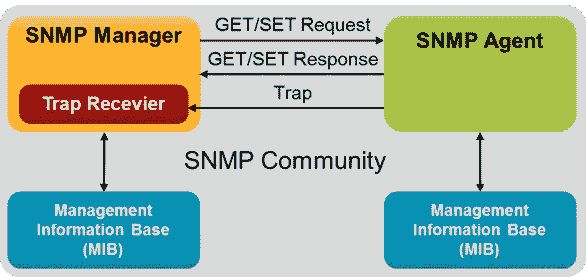 SNMP Manager
GET/SET Request
SNMP Agent
GET/SET Response
Trap Recevier
Trap
SNMP Community
Management
Information Base
(MIB)
Management
Information Base
(MIB)